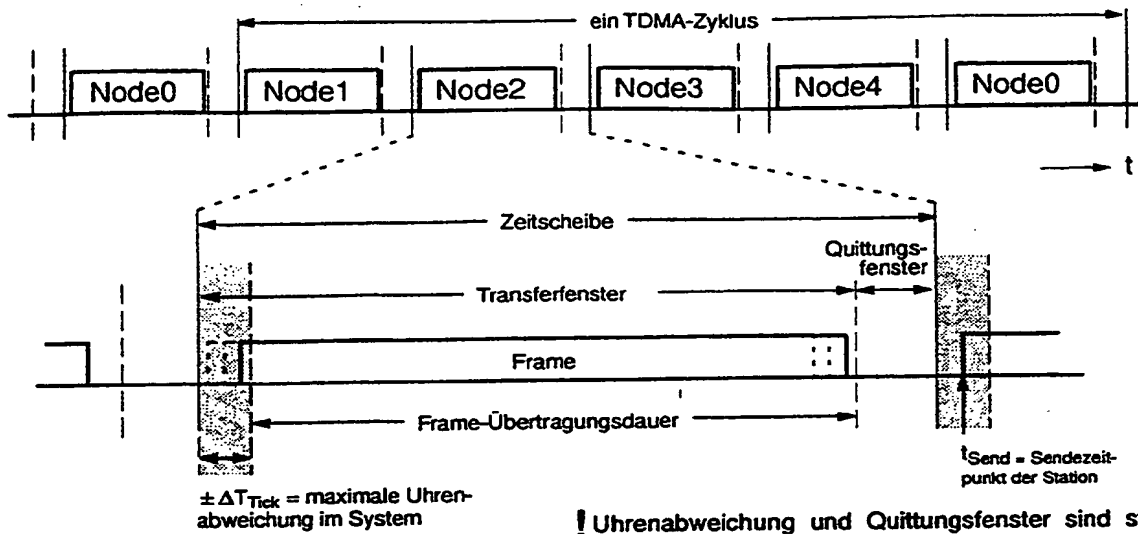 ein TDMA-Zyklus
Node0
Node1
Node2
Node3
Node4
Node0
t
Zeitscheibe
Quittungs-
fenster
Transferfenster
Frame
Frame-Übertragungsdauer
tSend = Sendezeit-
punkt der Station
± ΔTTick = maximale Uhren-
abweichung im System
! Uhrenabweichung und Quittungsfenster sind